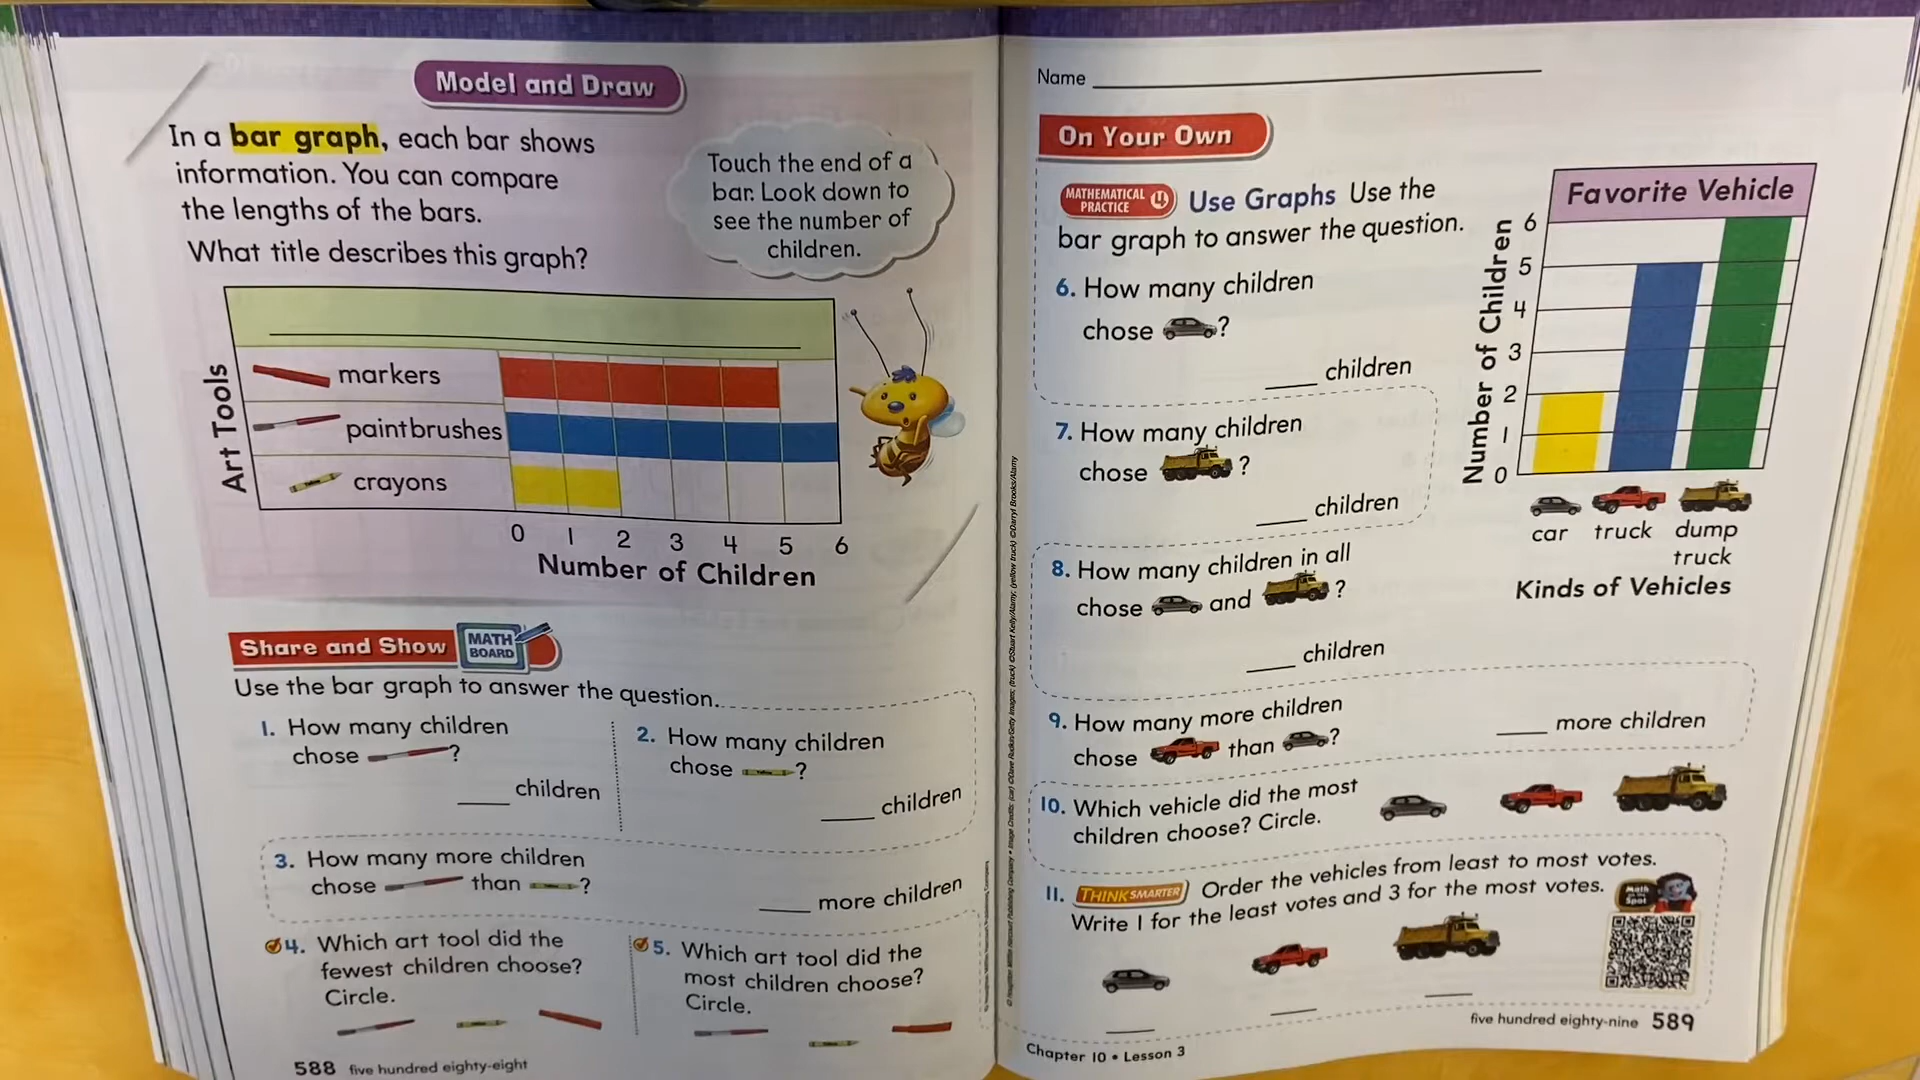 Model and Draw
In a bar graph, each bar shows
information. You can compare
the lengths of the bars.
What title describes this graph?
Touch the end of a
bar. Look down to
see the number of
children.
Art Tools
markers
paintbrushes
crayons
0 1 2 3 4 5 6
Number of Children
Share and Show MATH
BOARD
Use the bar graph to answer the question.
1. How many children
chose ?
____ children
2. How many children
chose ?
____ children
3. How many more children
chose than ?
____ more children
4. Which art tool did the
fewest children choose?
Circle.
5. Which art tool did the
most children choose?
Circle.
588 five hundred eighty-eight
Name
On Your Own
MATHEMATICAL
PRACTICE 4 Use Graphs Use the
bar graph to answer the question.
6. How many children
chose ?
____ children
7. How many children
chose ?
____ children
8. How many children in all
chose and ?
____ children
9. How many more children
chose than ?
____ more children
10. Which vehicle did the most
children choose? Circle.
11. THINK SMARTER Order the vehicles from least to most votes.
Write 1 for the least votes and 3 for the most votes.
Math
on the
Spot
Favorite Vehicle
Number of Children
6
5
4
3
2
1
0
car truck dump
truck
Kinds of Vehicles
Chapter 10 • Lesson 3
five hundred eighty-nine 589